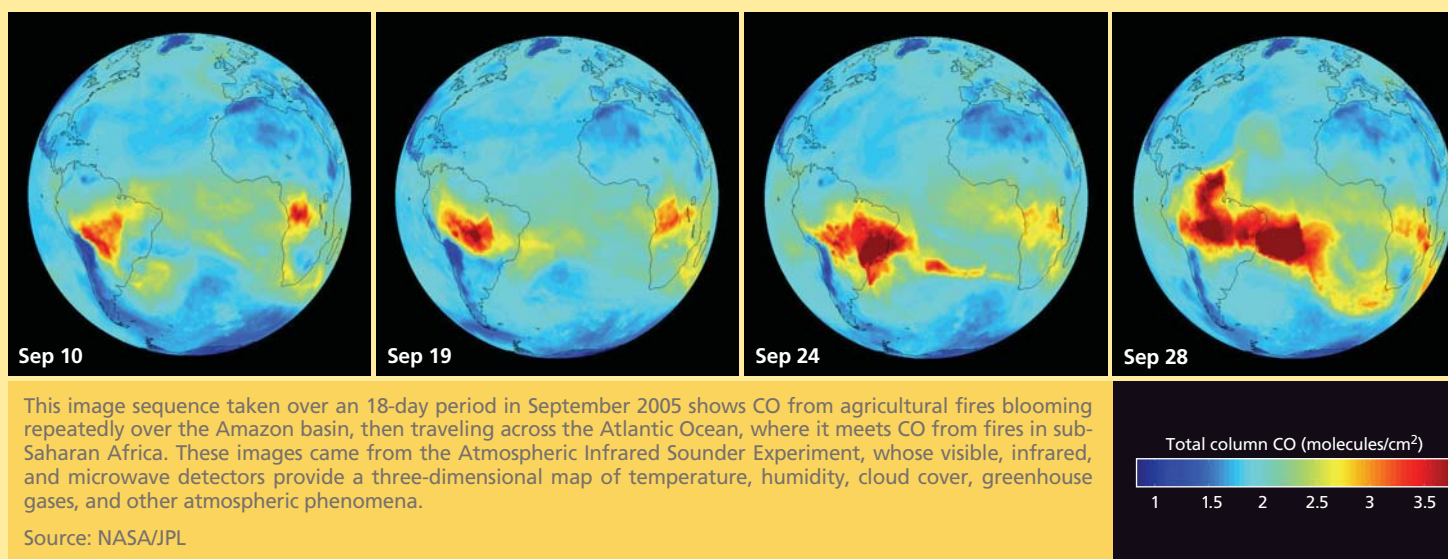 Sep 10
Sep 19
Sep 24
Sep 28
This image sequence taken over an 18-day period in September 2005 shows CO from agricultural fires blooming
repeatedly over the Amazon basin, then traveling across the Atlantic Ocean, where it meets CO from fires in sub-
Saharan Africa. These images came from the Atmospheric Infrared Sounder Experiment, whose visible, infrared,
and microwave detectors provide a three-dimensional map of temperature, humidity, cloud cover, greenhouse
gases, and other atmospheric phenomena.
Source: NASA/JPL
Total column CO (molecules/cm²)
1 1.5 2 2.5 3 3.5